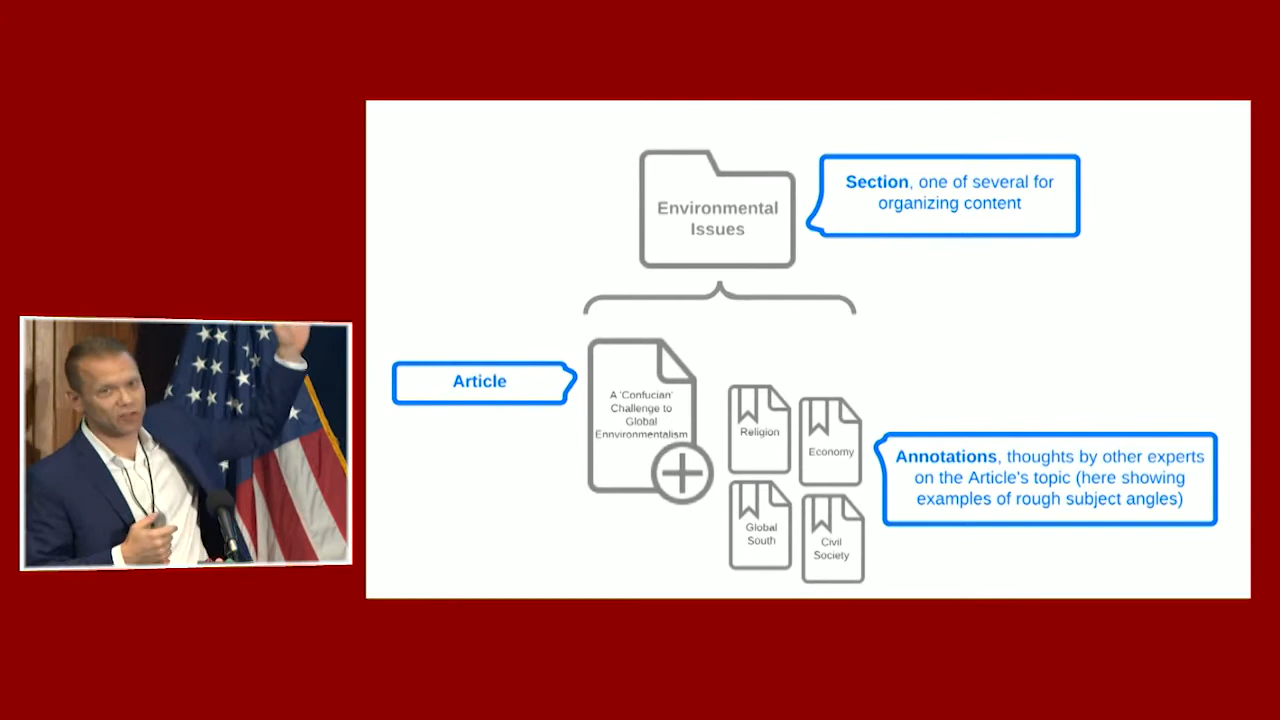 Environmental
Issues
Section, one of several for
organizing content
Article
A 'Confucian'
Challenge to
Global
Ennvironmentalism
Religion
Economy
Global
South
Civil
Society
Annotations, thoughts by other experts
on the Article's topic (here showing
examples of rough subject angles)